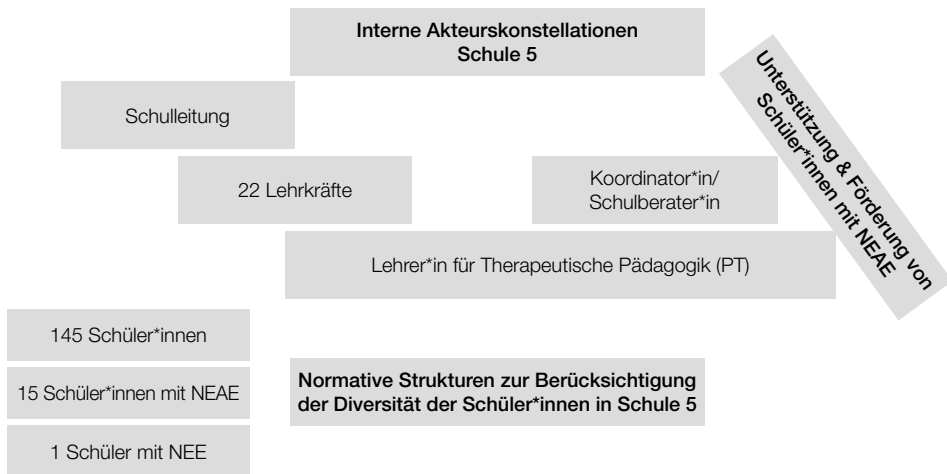 Interne Akteurskonstellationen
Schule 5
Unterstützung & Förderung von
Schüler*innen mit NEAE
Schulleitung
22 Lehrkräfte
Koordinator*in/
Schulberater*in
Lehrer*in für Therapeutische Pädagogik (PT)
145 Schüler*innen
15 Schüler*innen mit NEAE
1 Schüler mit NEE
Normative Strukturen zur Berücksichtigung
der Diversität der Schüler*innen in Schule 5